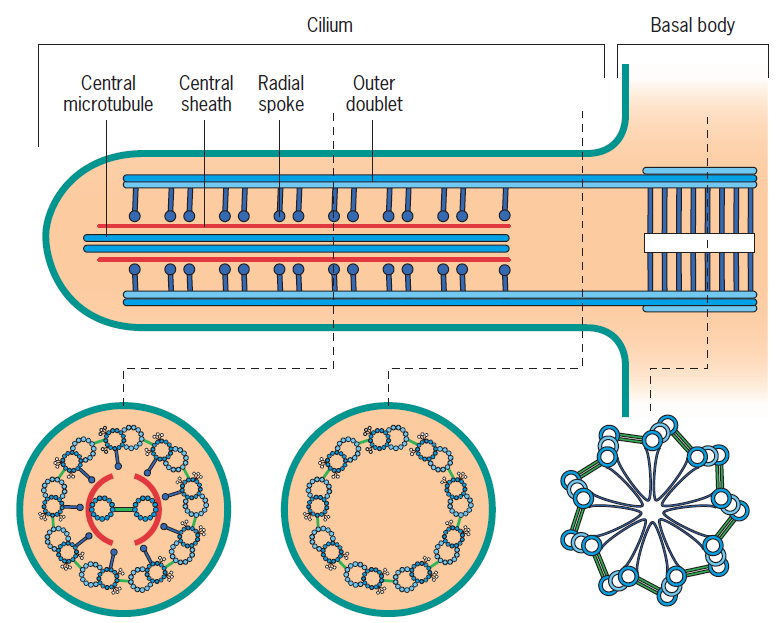 Cilium
Basal body
Central
microtubule
Central
sheath
Radial
spoke
Outer
doublet